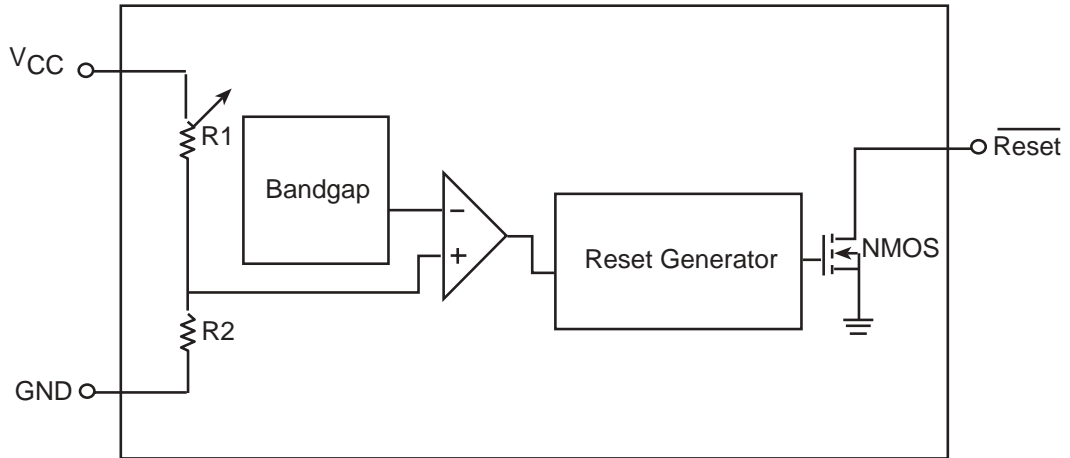 VCC
R1
Bandgap
−
+
Reset Generator
NMOS
Reset
R2
GND